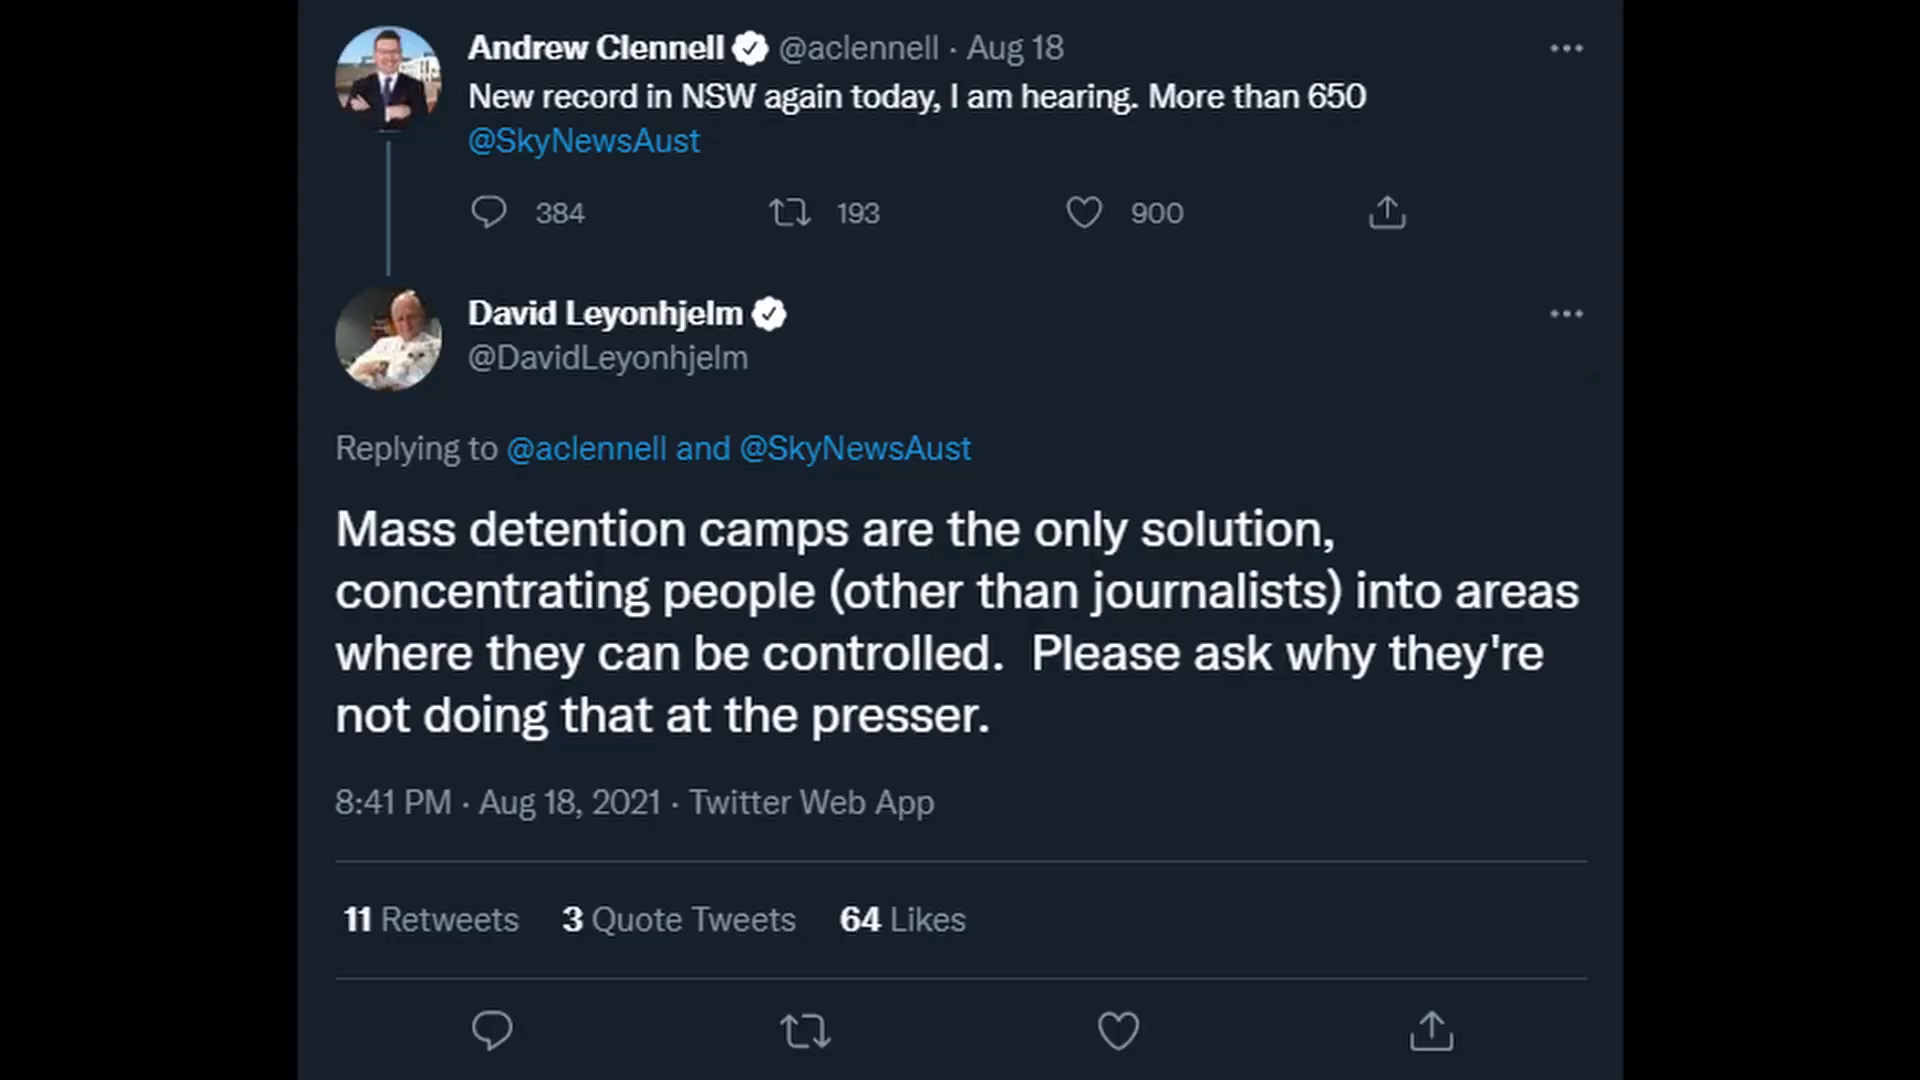 Andrew Clennell @aclennell · Aug 18
New record in NSW again today, I am hearing. More than 650
@SkyNewsAust
384 193 900
David Leyonhjelm
@DavidLeyonhjelm
Replying to @aclennell and @SkyNewsAust
Mass detention camps are the only solution,
concentrating people (other than journalists) into areas
where they can be controlled.  Please ask why they're
not doing that at the presser.
8:41 PM · Aug 18, 2021 · Twitter Web App
11 Retweets 3 Quote Tweets 64 Likes